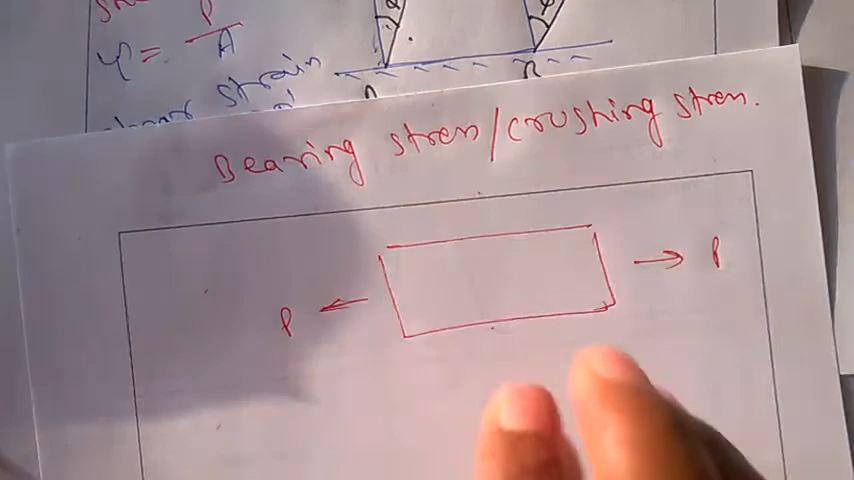 P
φ = P/A
shear strain
Bearing stress/crushing stress.
P
P